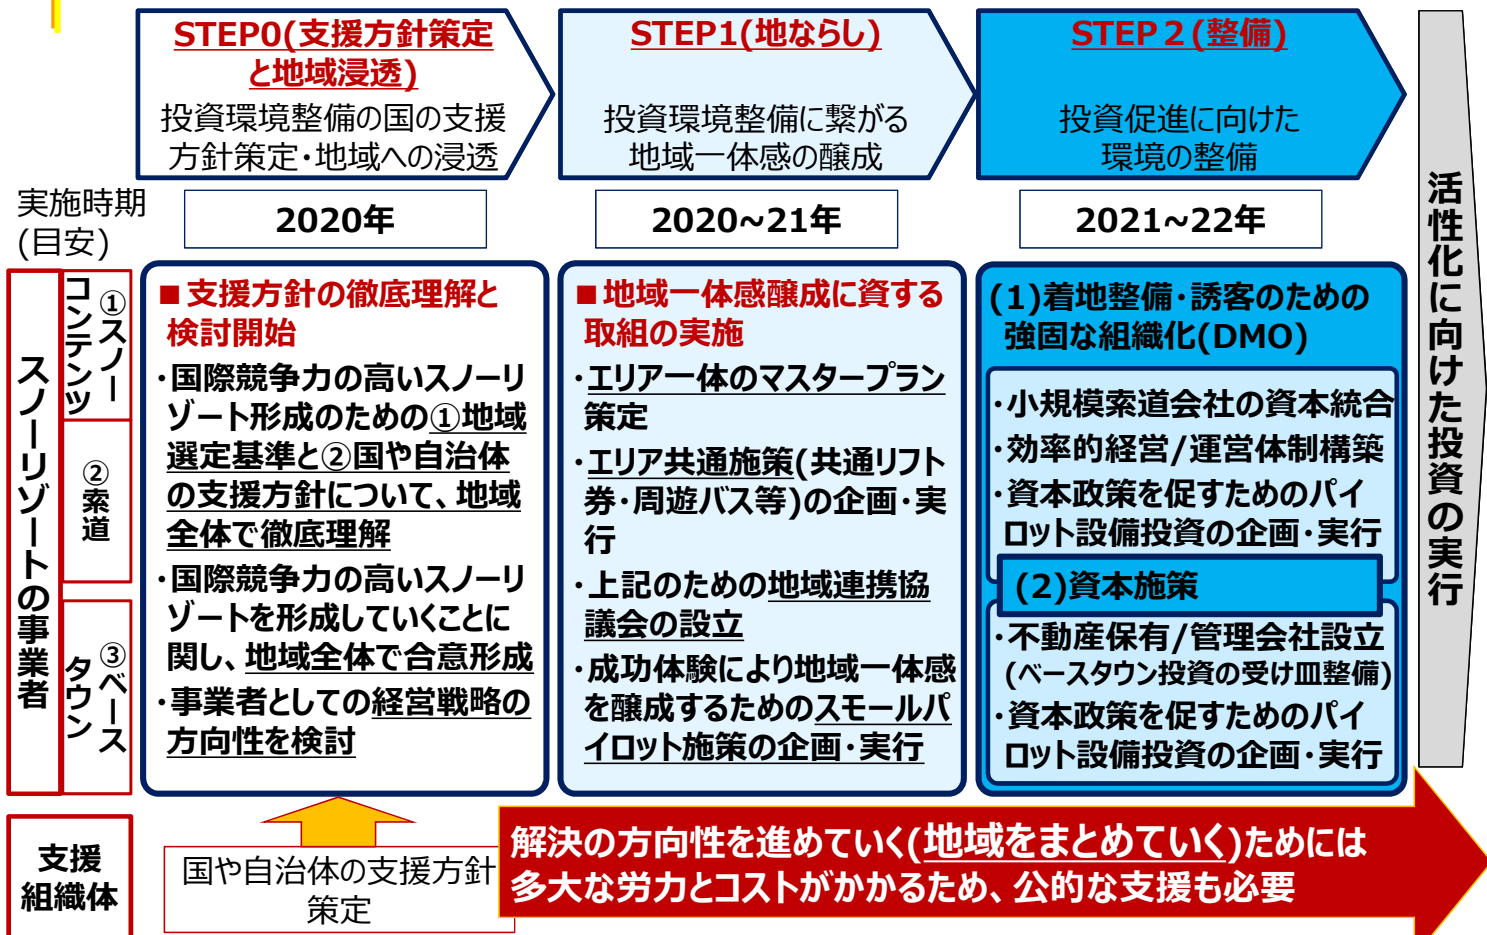 STEP0(支援方針策定
と地域浸透)
投資環境整備の国の支援
方針策定・地域への浸透
STEP1(地ならし)
投資環境整備に繋がる
地域一体感の醸成
STEP２(整備)
投資促進に向けた
環境の整備
活性化に向けた投資の実行
実施時期
(目安)
2020年
2020~21年
2021~22年
スノーリゾートの事業者
①スノー
コンテンツ
②索道
③ベース
タウン
■支援方針の徹底理解と
検討開始
・国際競争力の高いスノーリ
ゾート形成のための①地域
選定基準と②国や自治体
の支援方針について、地域
全体で徹底理解
・国際競争力の高いスノーリ
ゾートを形成していくことに
関し、地域全体で合意形成
・事業者としての経営戦略の
方向性を検討
■地域一体感醸成に資する
取組の実施
・エリア一体のマスタープラン
策定
・エリア共通施策(共通リフト
券・周遊バス等)の企画・実
行
・上記のための地域連携協
議会の設立
・成功体験により地域一体感
を醸成するためのスモールパ
イロット施策の企画・実行
(1)着地整備・誘客のための
強固な組織化(DMO)
・小規模索道会社の資本統合
・効率的経営/運営体制構築
・資本政策を促すためのパイ
ロット設備投資の企画・実行
(2)資本施策
・不動産保有/管理会社設立
(ベースタウン投資の受け皿整備)
・資本政策を促すためのパイ
ロット設備投資の企画・実行
支援
組織体
国や自治体の支援方針
策定
解決の方向性を進めていく(地域をまとめていく)ためには
多大な労力とコストがかかるため、公的な支援も必要